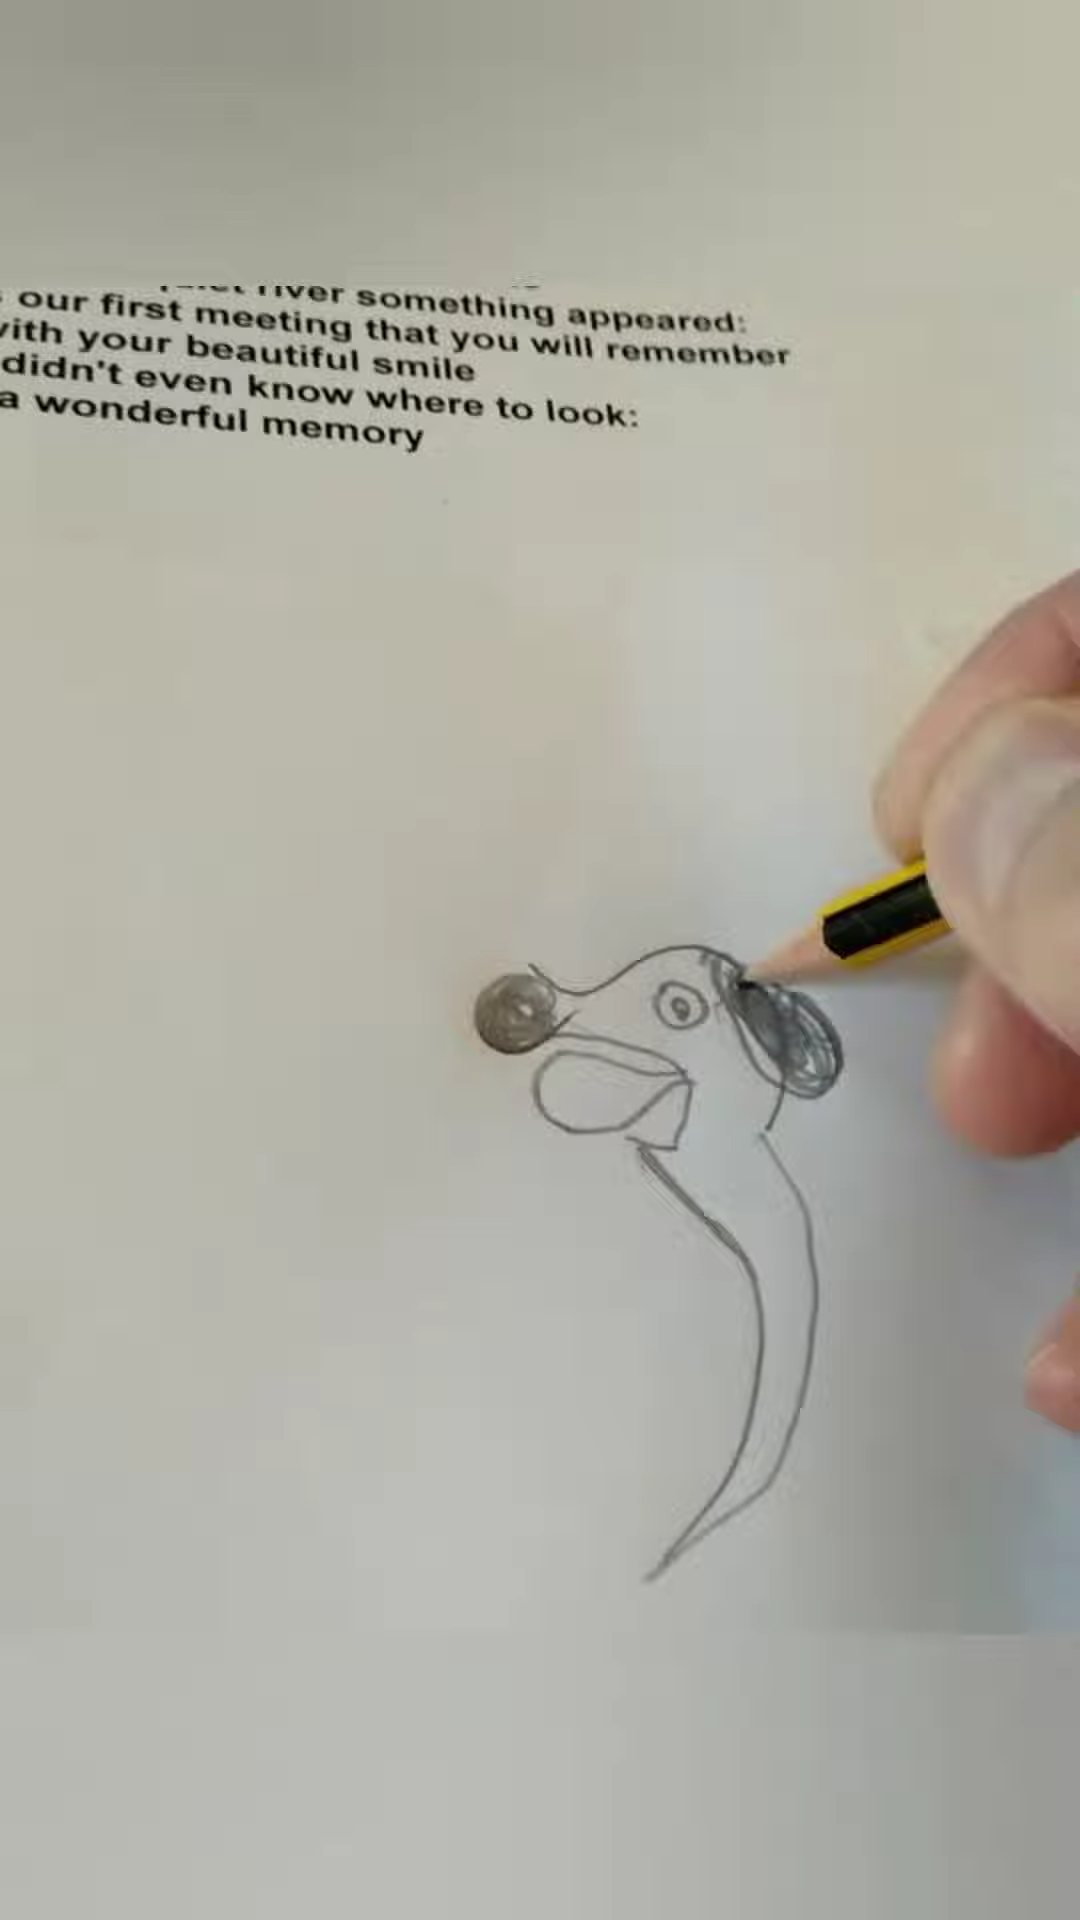 river something appeared:
our first meeting that you will remember
with your beautiful smile
didn't even know where to look:
a wonderful memory